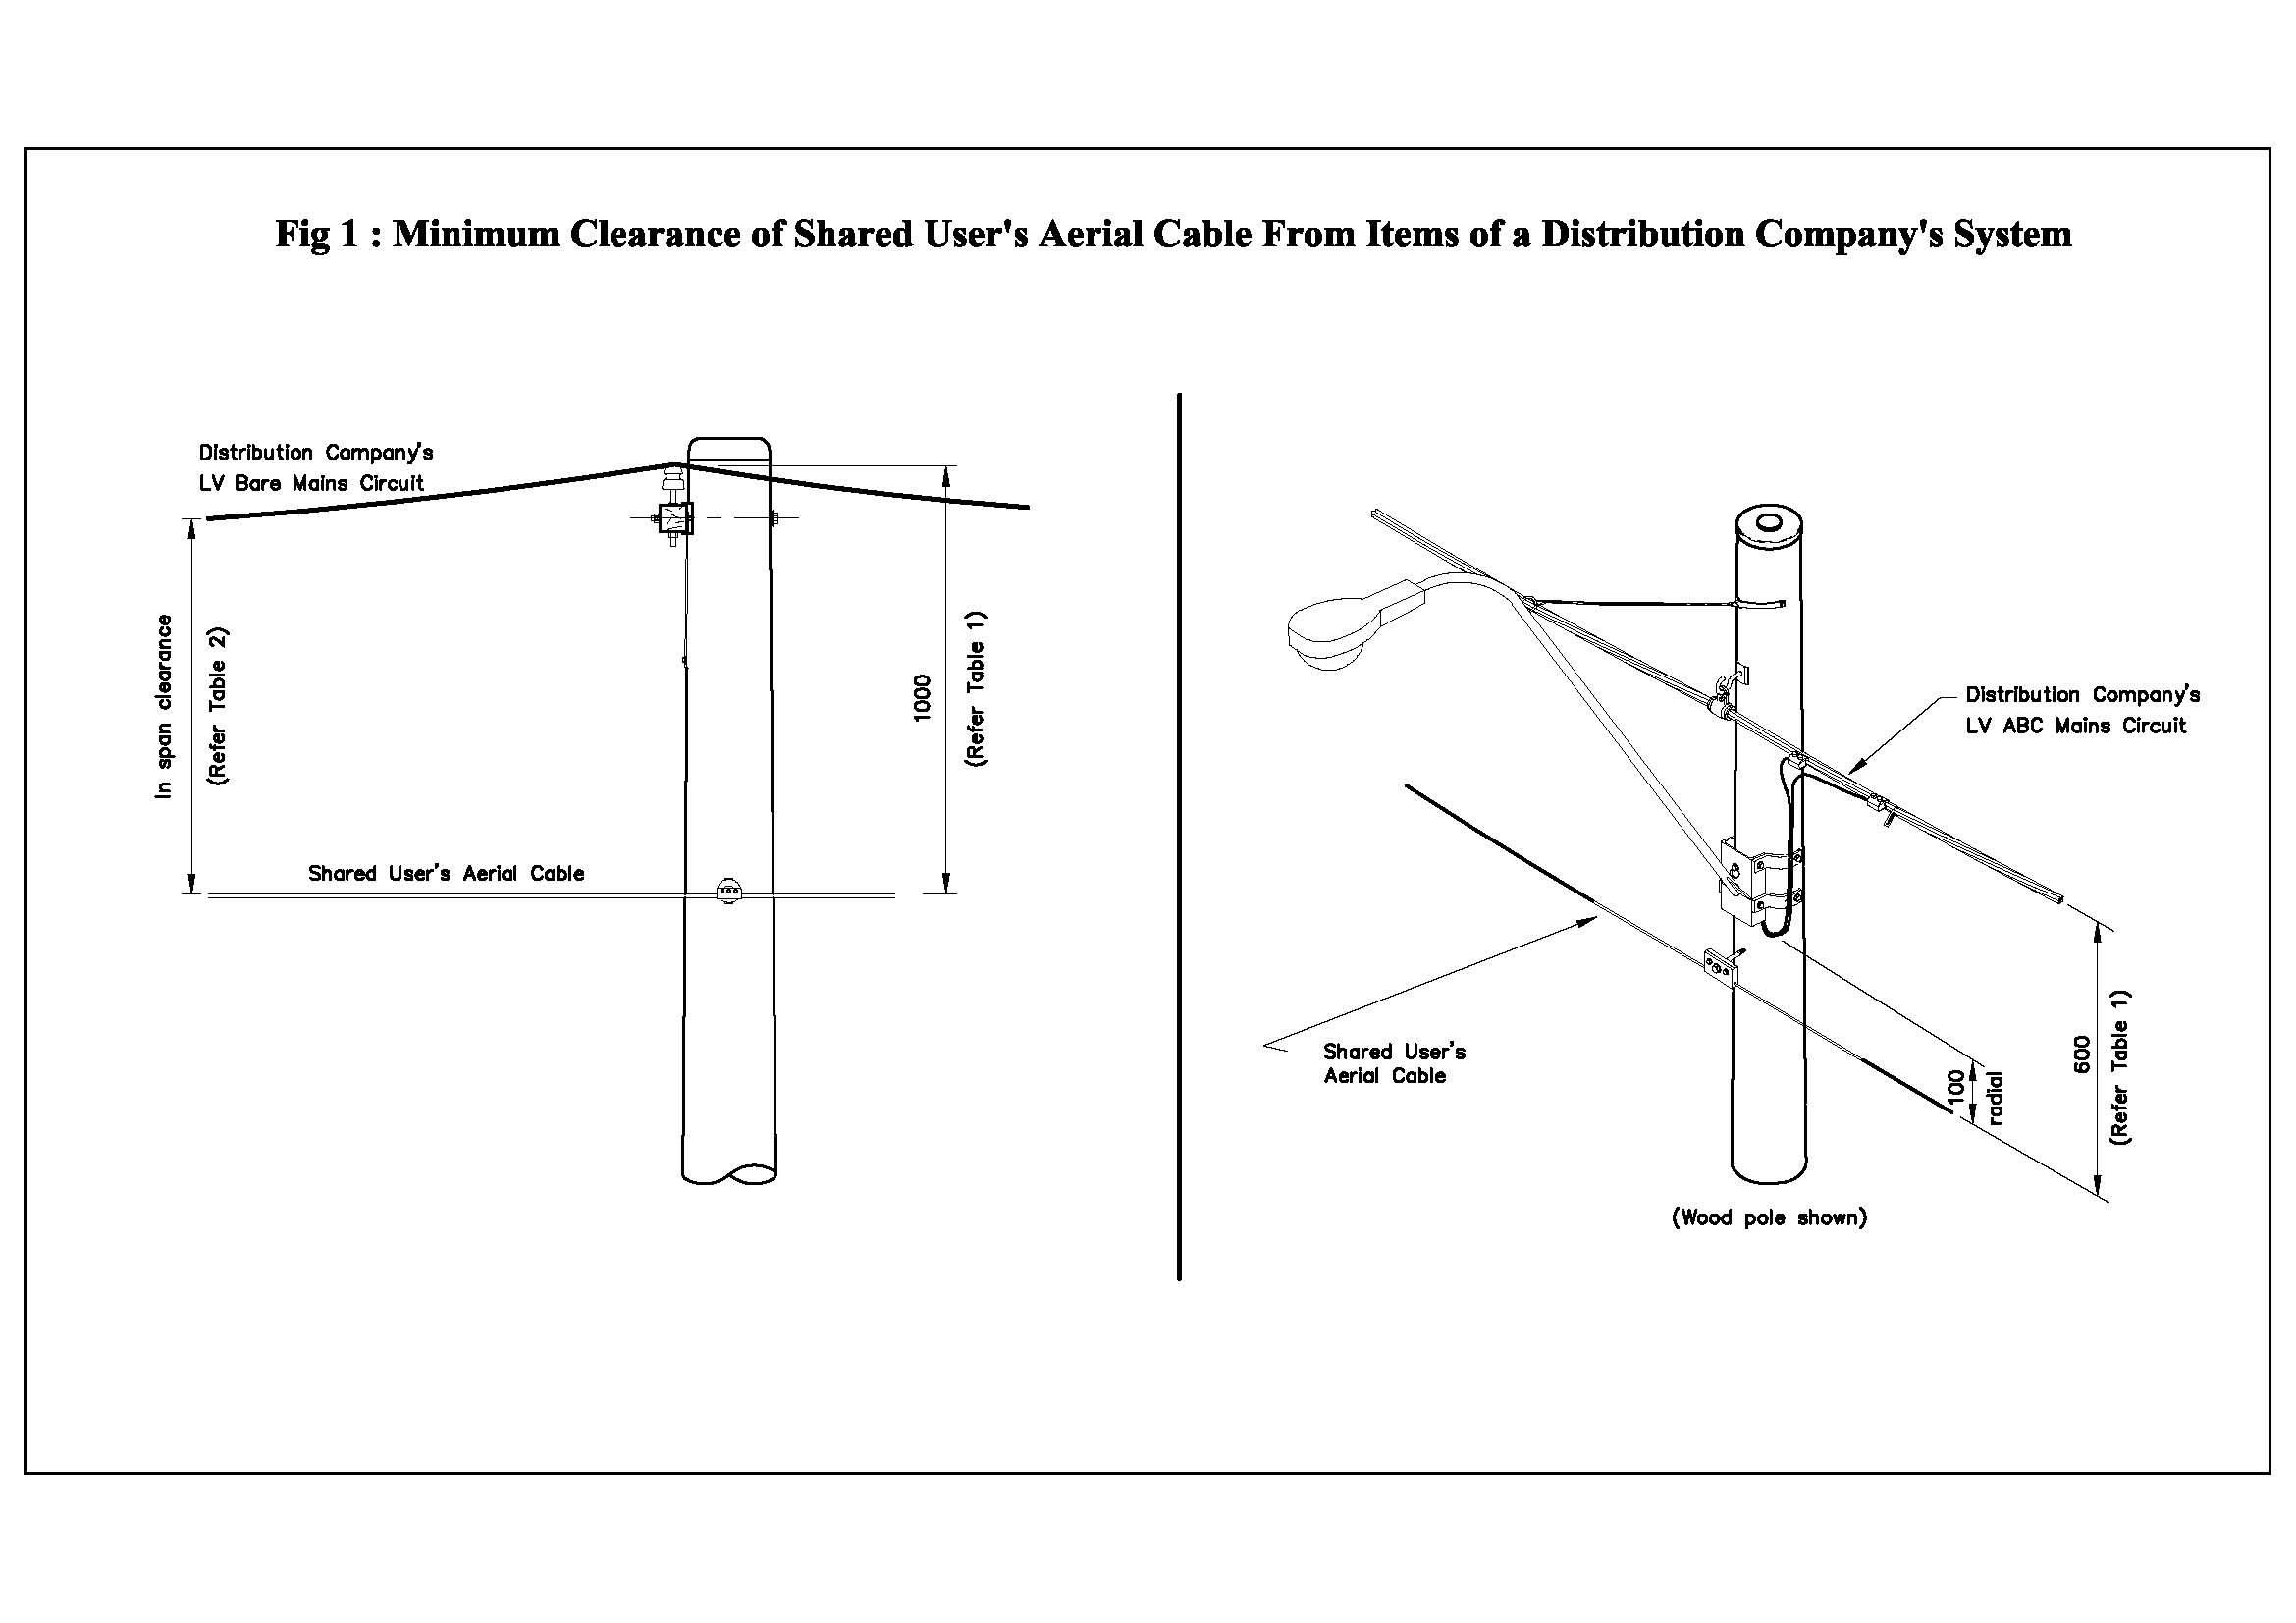 Fig 1 : Minimum Clearance of Shared User's Aerial Cable From Items of a Distribution Company's System
Distribution Company's
LV Bare Mains Circuit
In span clearance
(Refer Table 2)
1000
(Refer Table 1)
Shared User's Aerial Cable
Distribution Company's
LV ABC Mains Circuit
Shared User's
Aerial Cable
100
radial
600
(Refer Table 1)
(Wood pole shown)